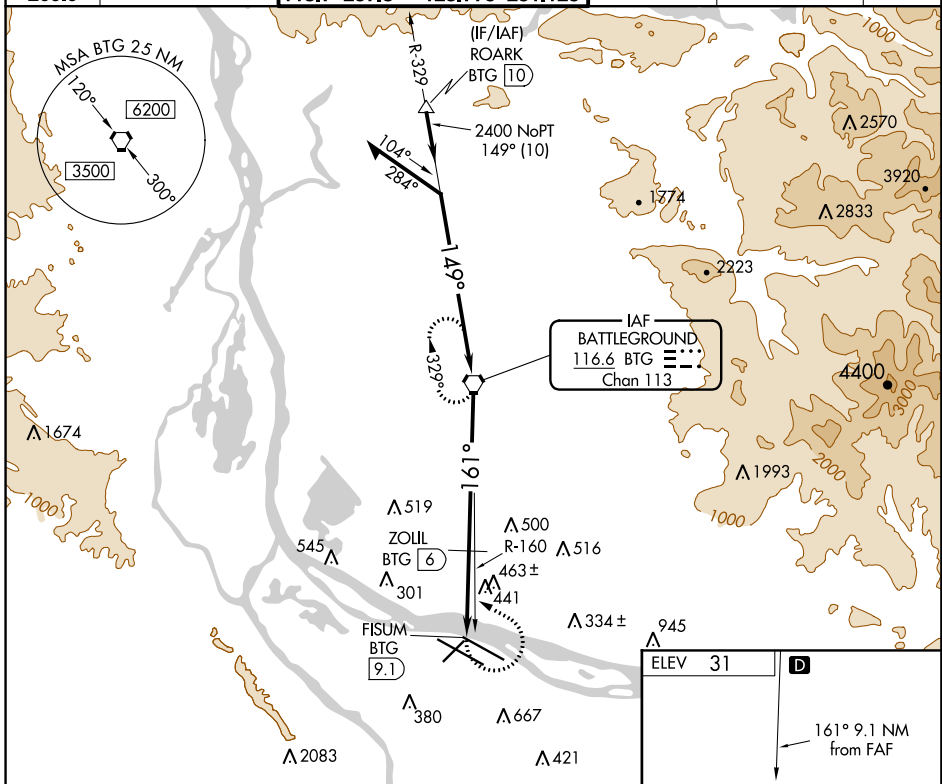 MSA BTG 25 NM
120°
6200
3500
300°
R-329
(IF/IAF)
ROARK
BTG 10
2400 NoPT
149° (10)
104°
284°
1000
2570
3920
1774
2833
2223
149°
IAF
BATTLEGROUND
116.6 BTG
Chan 113
329°
4400
3000
1674
161°
1993
2000
1000
1000
519
500
ZOLIL
BTG 6
R-160
545
516
301
463 ±
441
334 ±
945
FISUM
BTG
9.1
ELEV 31
D
380
667
161° 9.1 NM
from FAF
2083
421